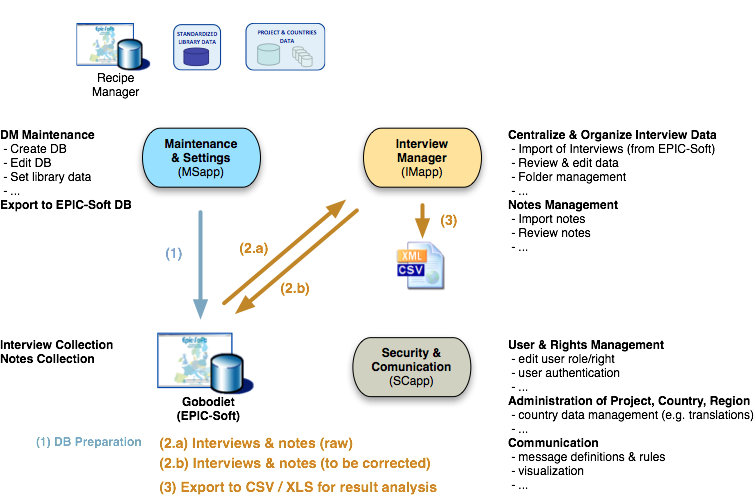 Epic-Soft
STANDARDIZED
LIBRARY DATA
PROJECT & COUNTRIES
DATA
Recipe
Manager
DM Maintenance
- Create DB
- Edit DB
- Set library data
- ...
Export to EPIC-Soft DB
Maintenance
& Settings
(MSapp)
Interview
Manager
(IMapp)
Centralize & Organize Interview Data
- Import of Interviews (from EPIC-Soft)
- Review & edit data
- Folder management
- ...
Notes Management
- Import notes
- Review notes
- ...
(1)
(2.a)
(2.b)
(3)
XML
CSV
Interview Collection
Notes Collection
Epic-Soft
Gobodiet
(EPIC-Soft)
Security &
Comunication
(SCapp)
User & Rights Management
- edit user role/right
- user authentication
- ...
Administration of Project, Country, Region
- country data management (e.g. translations)
- ...
Communication
- message definitions & rules
- visualization
- ...
(1) DB Preparation
(2.a) Interviews & notes (raw)
(2.b) Interviews & notes (to be corrected)
(3) Export to CSV / XLS for result analysis